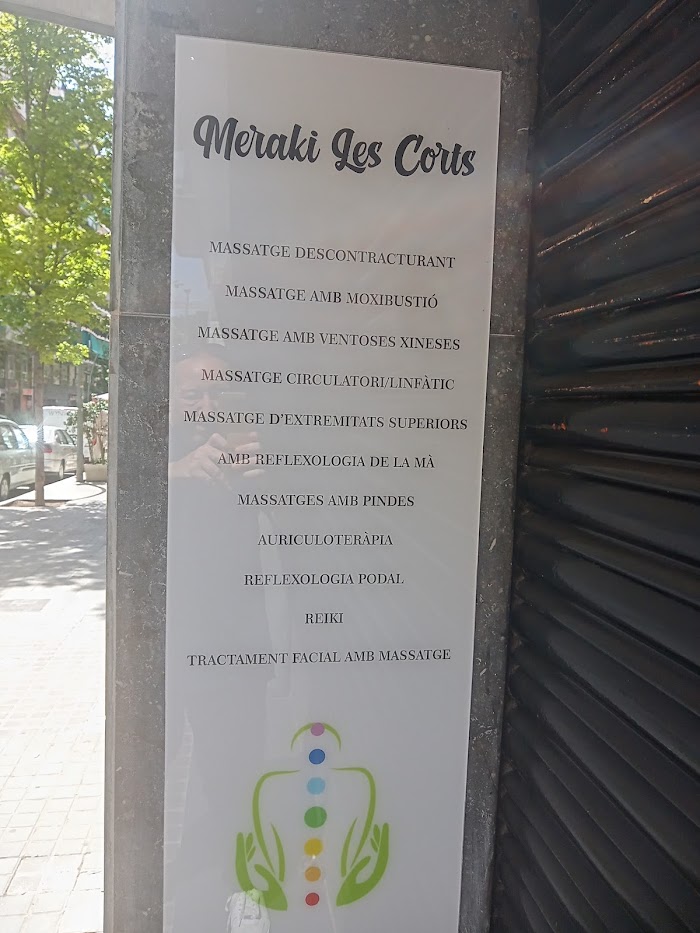 Meraki Les Corts
MASSATGE DESCONTRACTURANT
MASSATGE AMB MOXIBUSTIÓ
MASSATGE AMB VENTOSES XINESES
MASSATGE CIRCULATORI/LINFÀTIC
MASSATGE D'EXTREMITATS SUPERIORS
AMB REFLEXOLOGIA DE LA MÀ
MASSATGES AMB PINDES
AURICULOTERÀPIA
REFLEXOLOGIA PODAL
REIKI
TRACTAMENT FACIAL AMB MASSATGE